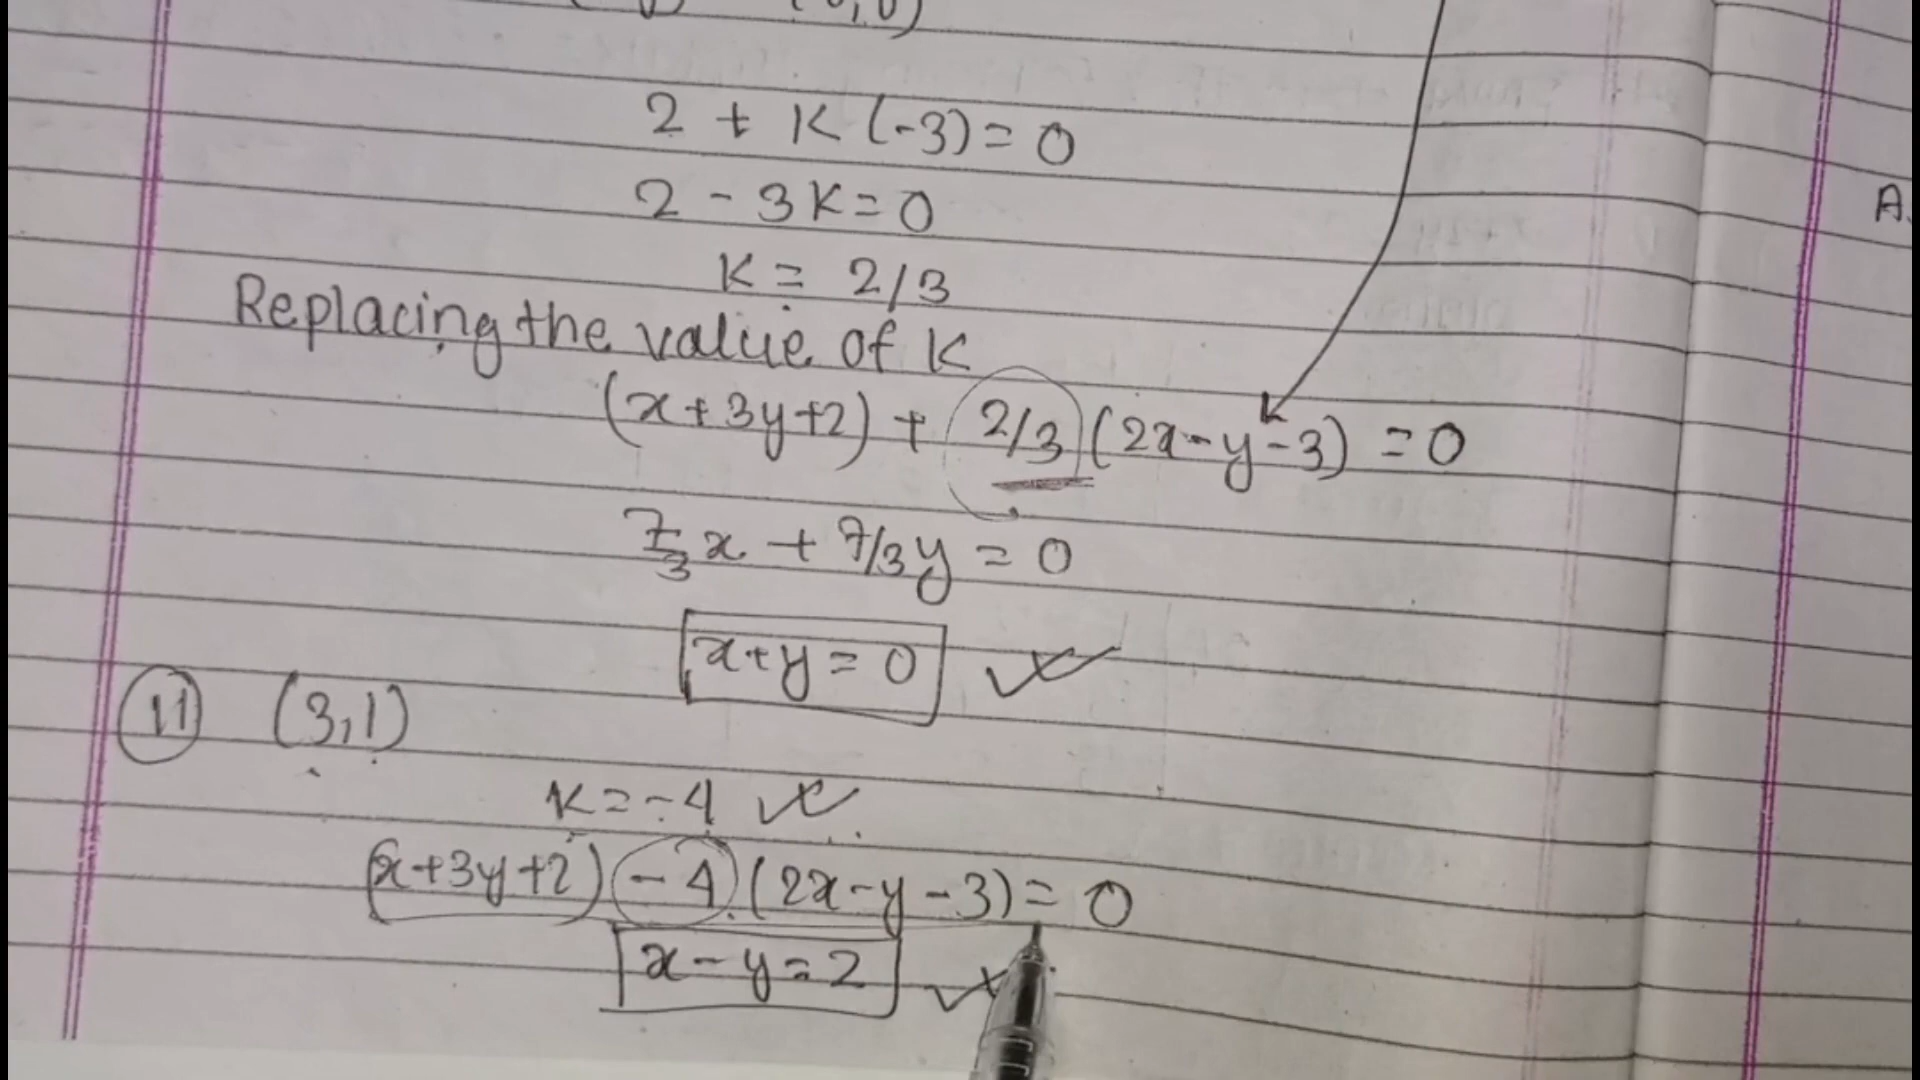 2 + K (-3) = 0
2 - 3K = 0
K = 2/3
Replacing the value of K
(x+3y+2) + 2/3 (2x-y-3) = 0
7/3 x + 7/3 y = 0
x+y = 0 ✓
11 (3,1)
K = -4 ✓
(x+3y+2) - 4 (2x-y-3) = 0
x - y = 2 ✓
A.